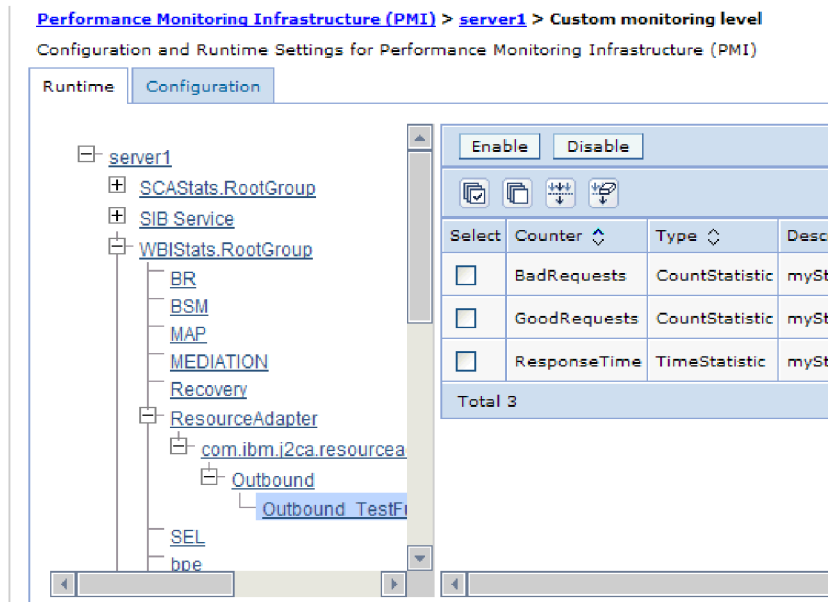 Performance Monitoring Infrastructure (PMI) > server1 > Custom monitoring level
Configuration and Runtime Settings for Performance Monitoring Infrastructure (PMI)
Runtime Configuration
server1
SCAStats.RootGroup
SIB Service
WBIStats.RootGroup
BR
BSM
MAP
MEDIATION
Recovery
ResourceAdapter
com.ibm.j2ca.resourcea
Outbound
Outbound_TestFu
SEL
bpe
Enable Disable
Select Counter Type Desc
BadRequests CountStatistic mySt
GoodRequests CountStatistic mySt
ResponseTime TimeStatistic mySt
Total 3